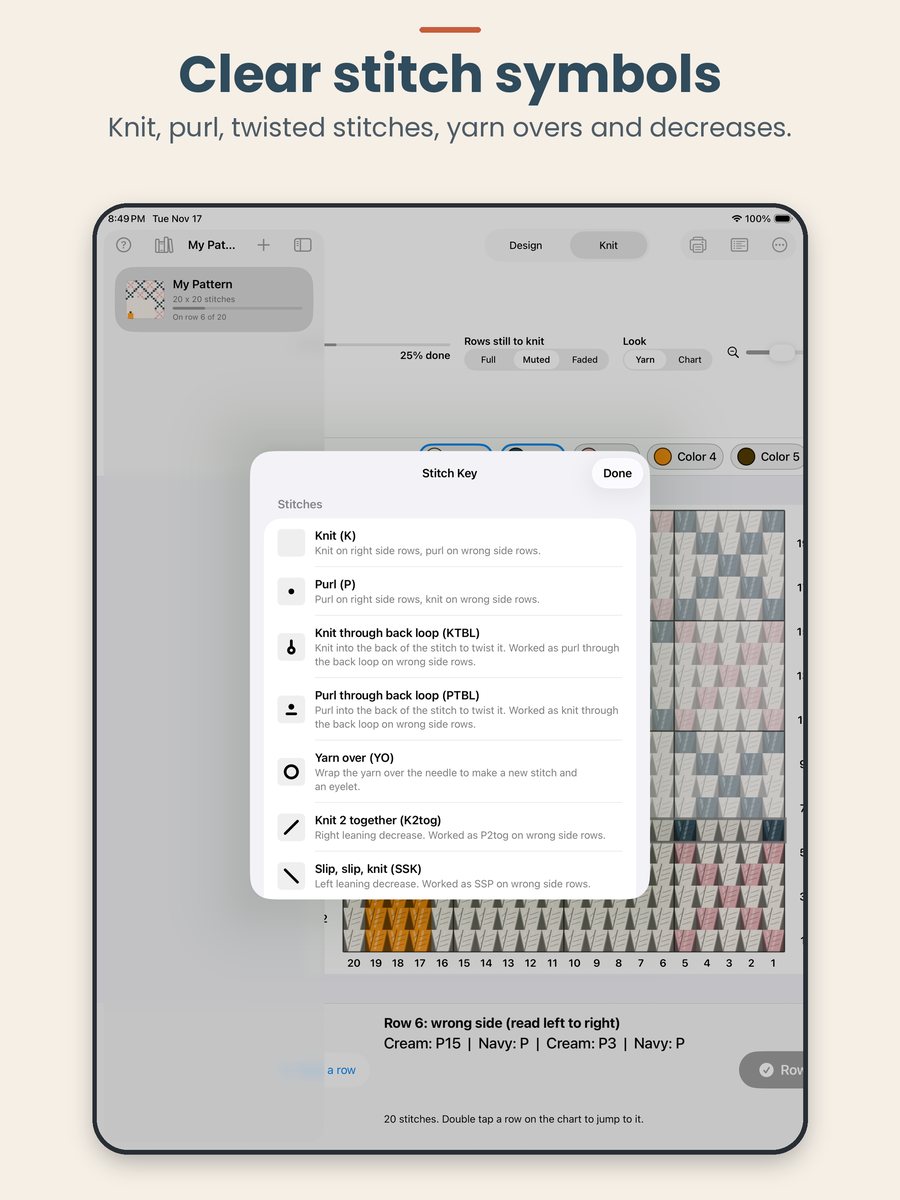 Clear stitch symbols
Knit, purl, twisted stitches, yarn overs and decreases.
8:49 PM Tue Nov 17
100%
My Pat...
Design
Knit
My Pattern
20 x 20 stitches
On row 6 of 20
25% done
Rows still to knit
Full
Muted
Faded
Look
Yarn
Chart
Color 4
Color 5
Stitch Key
Done
Stitches
Knit (K)
Knit on right side rows, purl on wrong side rows.
Purl (P)
Purl on right side rows, knit on wrong side rows.
Knit through back loop (KTBL)
Knit into the back of the stitch to twist it. Worked as purl through
the back loop on wrong side rows.
Purl through back loop (PTBL)
Purl into the back of the stitch to twist it. Worked as knit through
the back loop on wrong side rows.
Yarn over (YO)
Wrap the yarn over the needle to make a new stitch and
an eyelet.
Knit 2 together (K2tog)
Right leaning decrease. Worked as P2tog on wrong side rows.
Slip, slip, knit (SSK)
Left leaning decrease. Worked as SSP on wrong side rows.
20 19 18 17 16 15 14 13 12 11 10 9 8 7 6 5 4 3 2 1
Row 6: wrong side (read left to right)
Cream: P15 | Navy: P | Cream: P3 | Navy: P
a row
20 stitches. Double tap a row on the chart to jump to it.